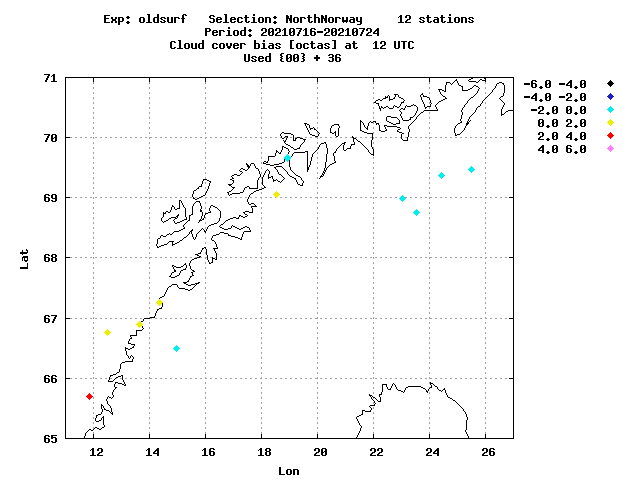 Exp: oldsurf   Selection: NorthNorway     12 stations
Period: 20210716-20210724
Cloud cover bias [octas] at  12 UTC
Used {00} + 36
-6.0 -4.0
-4.0 -2.0
-2.0 0.0
0.0 2.0
2.0 4.0
4.0 6.0
71
70
69
68
67
66
65
Lat
12 14 16 18 20 22 24 26
Lon